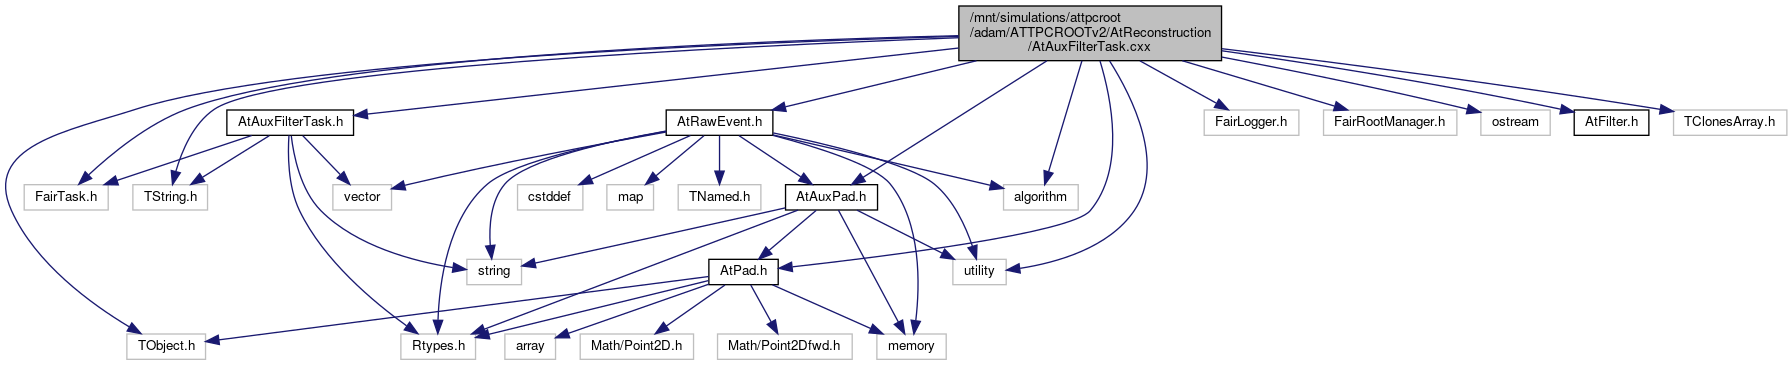 /mnt/simulations/attpcroot
/adam/ATTPCROOTv2/AtReconstruction
/AtAuxFilterTask.cxx
AtAuxFilterTask.h
AtRawEvent.h
FairLogger.h
FairRootManager.h
ostream
AtFilter.h
TClonesArray.h
FairTask.h
TString.h
vector
cstddef
map
TNamed.h
AtAuxPad.h
algorithm
string
AtPad.h
utility
TObject.h
Rtypes.h
array
Math/Point2D.h
Math/Point2Dfwd.h
memory